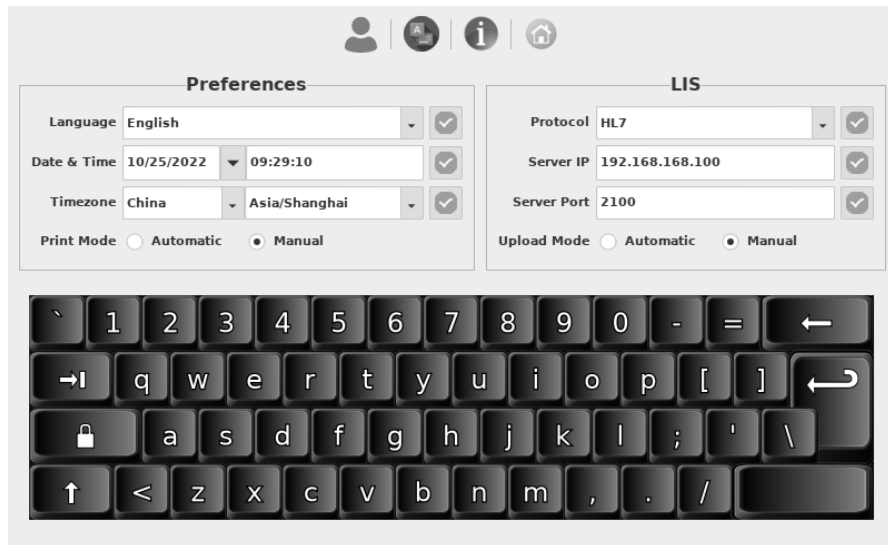 Preferences
Language English
Date & Time 10/25/2022 09:29:10
Timezone China Asia/Shanghai
Print Mode Automatic Manual
LIS
Protocol HL7
Server IP 192.168.168.100
Server Port 2100
Upload Mode Automatic Manual
` 1 2 3 4 5 6 7 8 9 0 - =
q w e r t y u i o p [ ]
a s d f g h j k l ; ' \
< z x c v b n m , . /